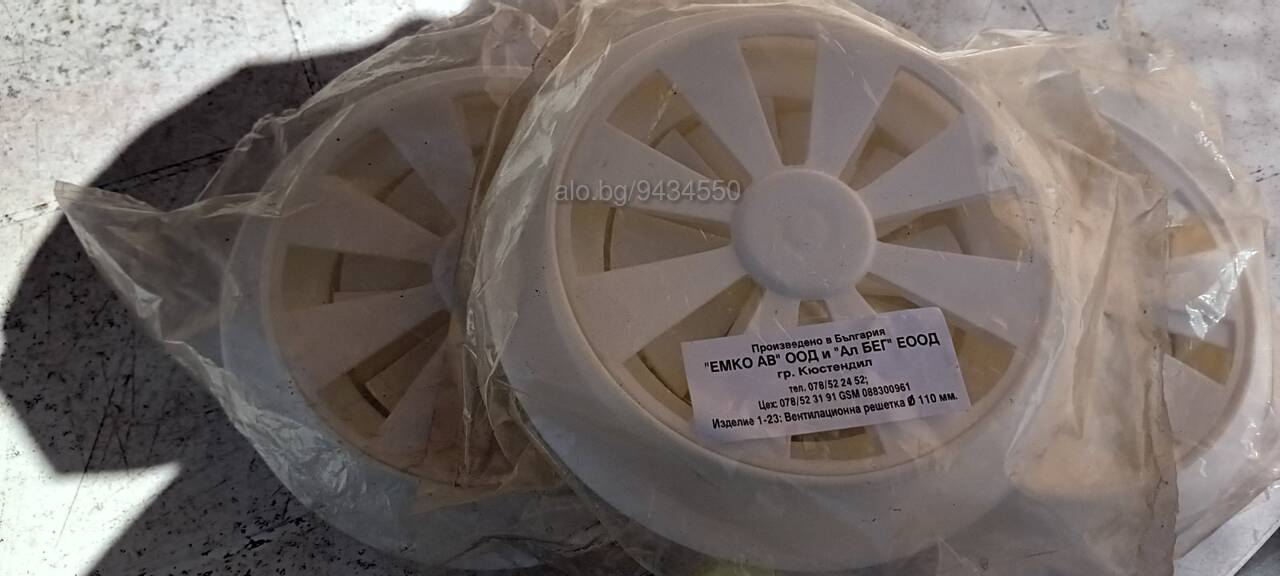 alo.bg/9434550
Произведено в България
"ЕМКО АВ" ООД и "Ал БЕГ" ЕООД
гр. Кюстендил
тел. 078/52 24 52;
Цех: 078/52 31 91 GSM 088300961
Изделие 1-23: Вентилационна решетка Ø 110 мм.